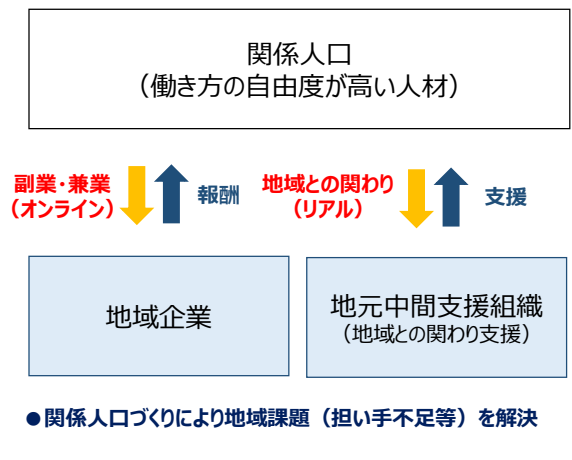 関係人口
（働き方の自由度が高い人材）
副業・兼業
（オンライン）
報酬
地域との関わり
（リアル）
支援
地域企業
地元中間支援組織
（地域との関わり支援）
●関係人口づくりにより地域課題（担い手不足等）を解決